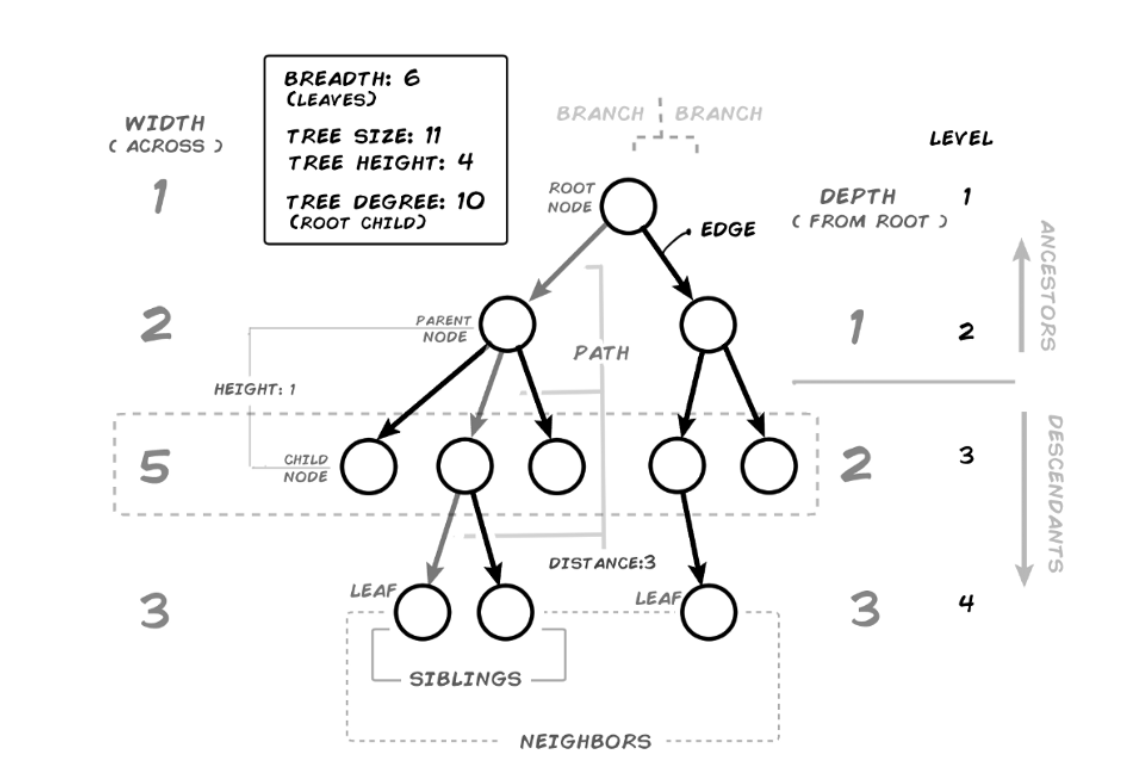 BREADTH: 6
(LEAVES)
TREE SIZE: 11
TREE HEIGHT: 4
TREE DEGREE: 10
(ROOT CHILD)
WIDTH
( ACROSS )
BRANCH BRANCH
LEVEL
1
ROOT
NODE
DEPTH
( FROM ROOT )
1
EDGE
ANCESTORS
2
PARENT
NODE
PATH
1
2
HEIGHT: 1
5
CHILD
NODE
2
3
DESCENDANTS
DISTANCE:3
3
LEAF
LEAF
3
4
SIBLINGS
NEIGHBORS